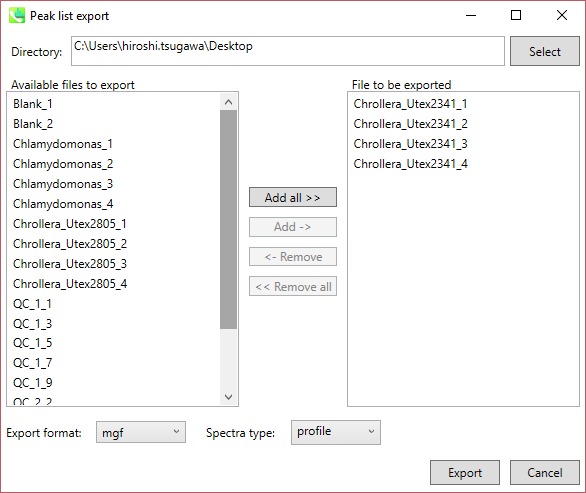 Peak list export
Directory: C:\Users\hiroshi.tsugawa\Desktop Select
Available files to export
Blank_1
Blank_2
Chlamydomonas_1
Chlamydomonas_2
Chlamydomonas_3
Chlamydomonas_4
Chrollera_Utex2805_1
Chrollera_Utex2805_2
Chrollera_Utex2805_3
Chrollera_Utex2805_4
QC_1_1
QC_1_3
QC_1_5
QC_1_7
QC_1_9
QC_2_2
Add all >>
Add ->
<- Remove
<< Remove all
File to be exported
Chrollera_Utex2341_1
Chrollera_Utex2341_2
Chrollera_Utex2341_3
Chrollera_Utex2341_4
Export format: mgf Spectra type: profile
Export Cancel